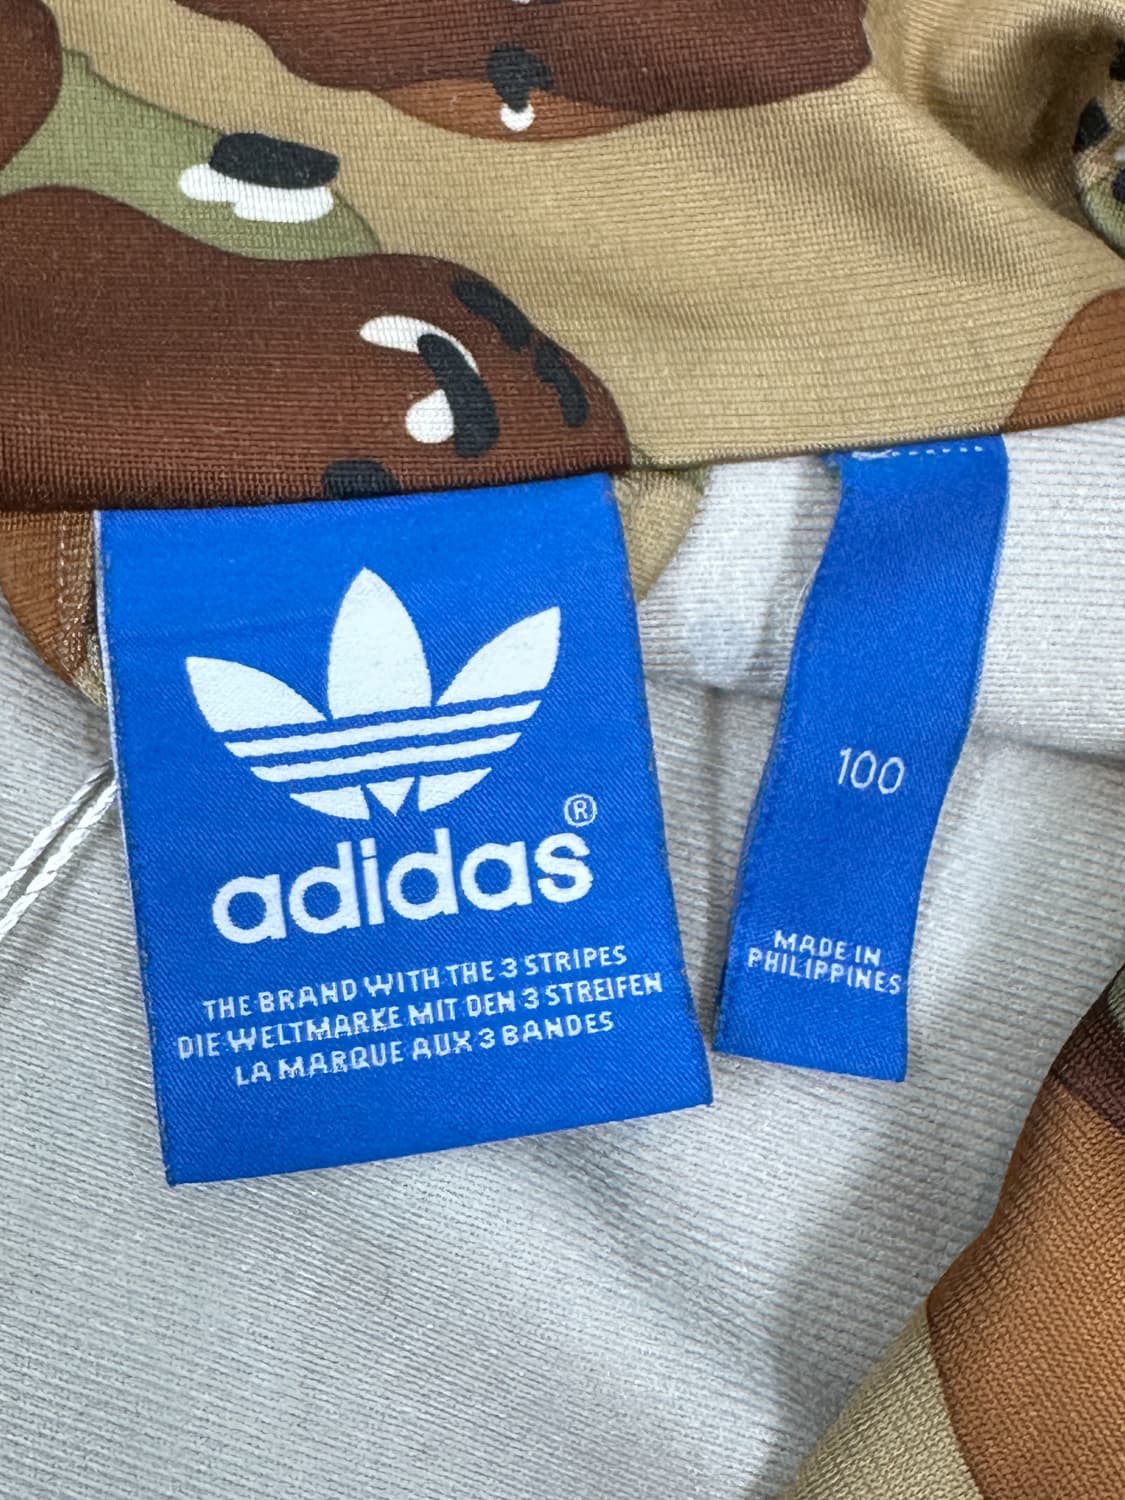 adidas®
THE BRAND WITH THE 3 STRIPES
DIE WELTMARKE MIT DEN 3 STREIFEN
LA MARQUE AUX 3 BANDES
100
MADE IN
PHILIPPINES